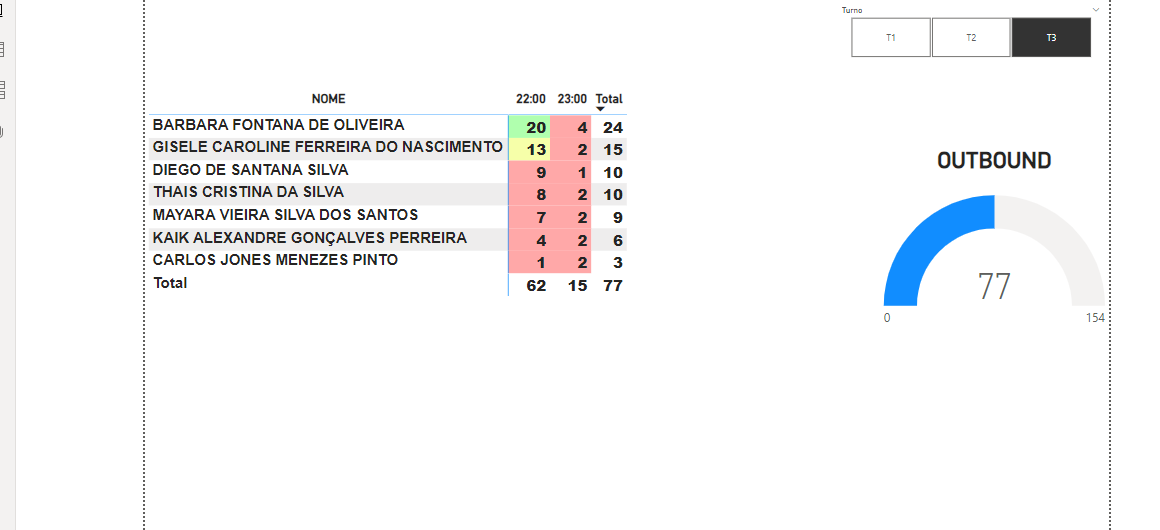 Turno
T1 T2 T3
NOME 22:00 23:00 Total
BARBARA FONTANA DE OLIVEIRA 20 4 24
GISELE CAROLINE FERREIRA DO NASCIMENTO 13 2 15
DIEGO DE SANTANA SILVA 9 1 10
THAIS CRISTINA DA SILVA 8 2 10
MAYARA VIEIRA SILVA DOS SANTOS 7 2 9
KAIK ALEXANDRE GONÇALVES PERREIRA 4 2 6
CARLOS JONES MENEZES PINTO 1 2 3
Total 62 15 77
OUTBOUND
77
0 154